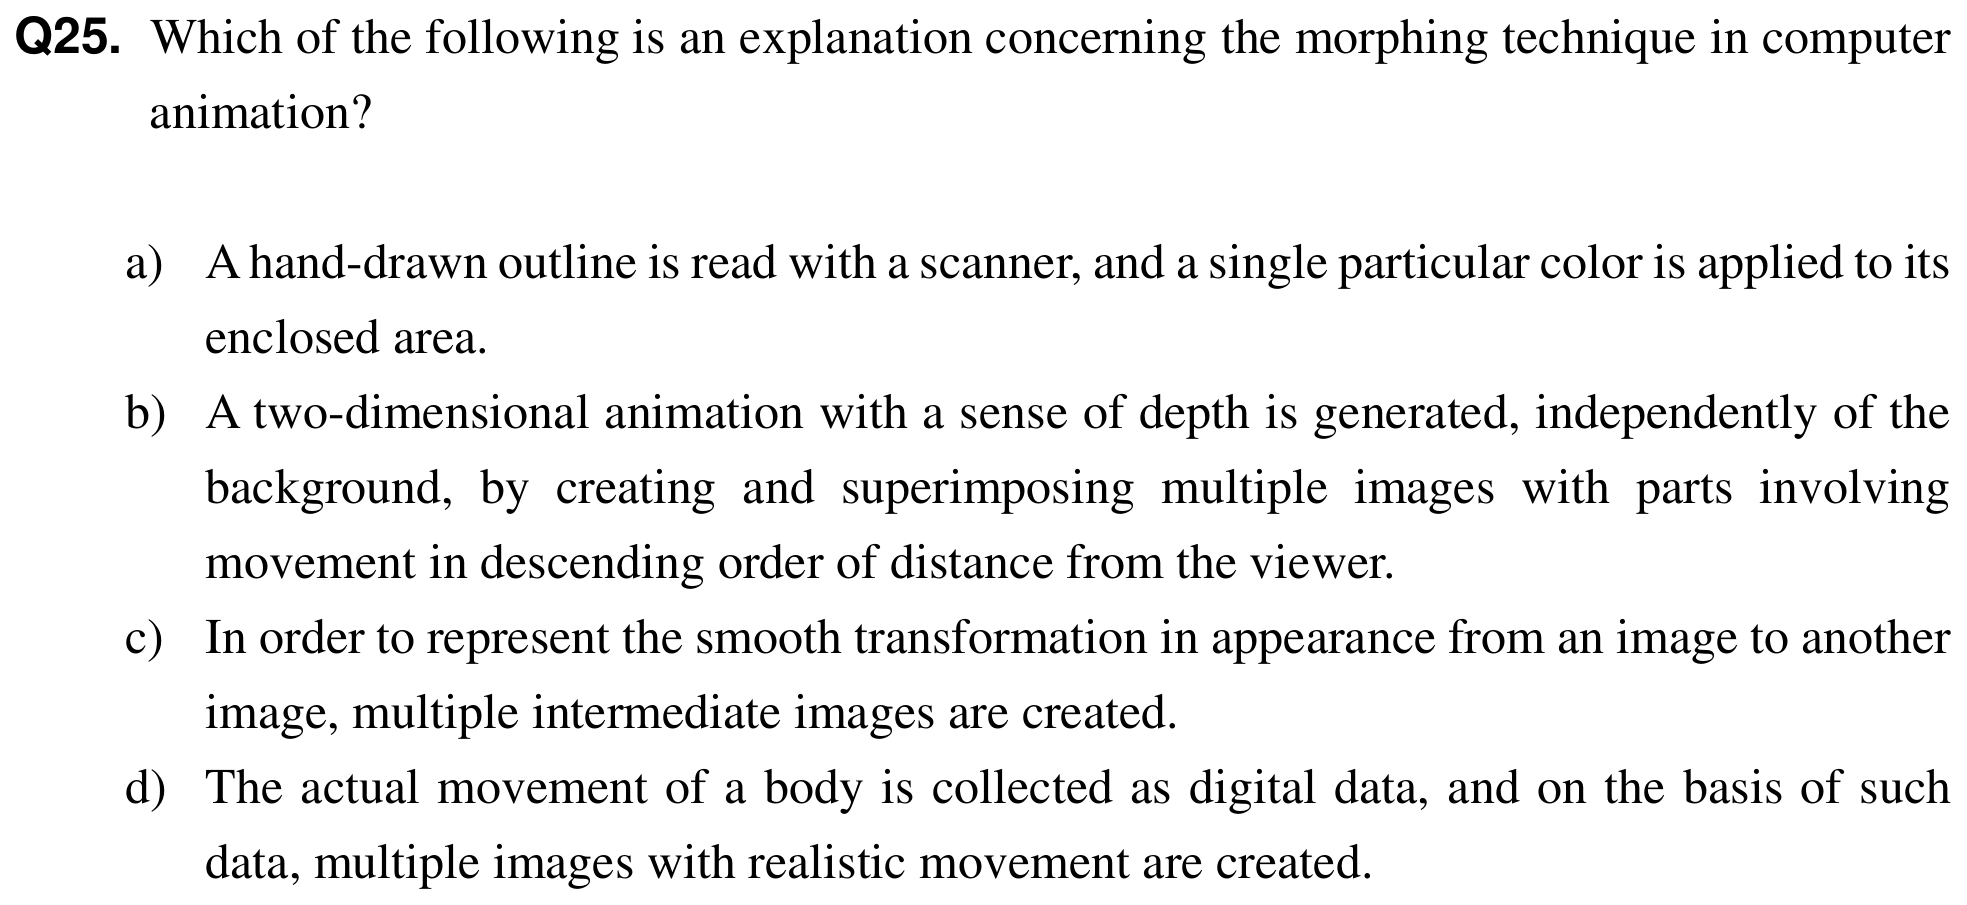 Q25. Which of the following is an explanation concerning the morphing technique in computer
animation?
a) A hand-drawn outline is read with a scanner, and a single particular color is applied to its
enclosed area.
b) A two-dimensional animation with a sense of depth is generated, independently of the
background, by creating and superimposing multiple images with parts involving
movement in descending order of distance from the viewer.
c) In order to represent the smooth transformation in appearance from an image to another
image, multiple intermediate images are created.
d) The actual movement of a body is collected as digital data, and on the basis of such
data, multiple images with realistic movement are created.